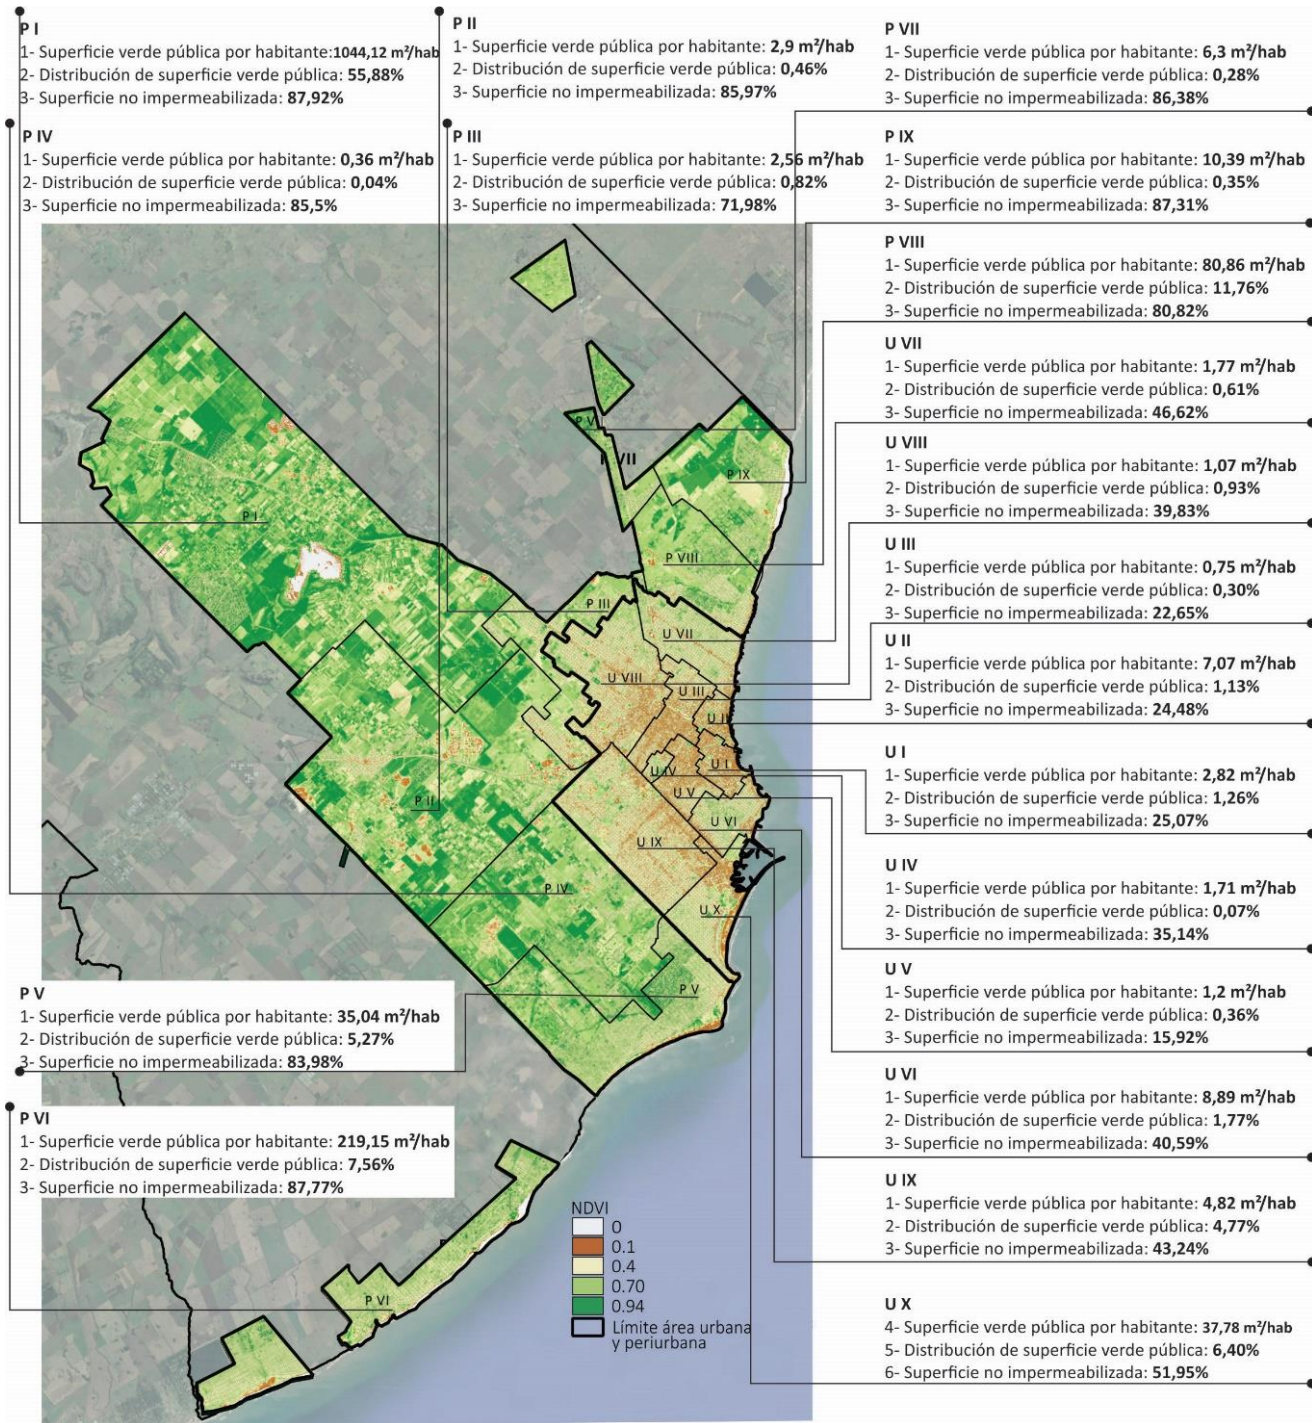 P I
1- Superficie verde pública por habitante:1044,12 m²/hab
2- Distribución de superficie verde pública: 55,88%
3- Superficie no impermeabilizada: 87,92%
P II
1- Superficie verde pública por habitante: 2,9 m²/hab
2- Distribución de superficie verde pública: 0,46%
3- Superficie no impermeabilizada: 85,97%
P VII
1- Superficie verde pública por habitante: 6,3 m²/hab
2- Distribución de superficie verde pública: 0,28%
3- Superficie no impermeabilizada: 86,38%
P IV
1- Superficie verde pública por habitante: 0,36 m²/hab
2- Distribución de superficie verde pública: 0,04%
3- Superficie no impermeabilizada: 85,5%
P III
1- Superficie verde pública por habitante: 2,56 m²/hab
2- Distribución de superficie verde pública: 0,82%
3- Superficie no impermeabilizada: 71,98%
P IX
1- Superficie verde pública por habitante: 10,39 m²/hab
2- Distribución de superficie verde pública: 0,35%
3- Superficie no impermeabilizada: 87,31%
P VIII
1- Superficie verde pública por habitante: 80,86 m²/hab
2- Distribución de superficie verde pública: 11,76%
3- Superficie no impermeabilizada: 80,82%
U VII
1- Superficie verde pública por habitante: 1,77 m²/hab
2- Distribución de superficie verde pública: 0,61%
3- Superficie no impermeabilizada: 46,62%
U VIII
1- Superficie verde pública por habitante: 1,07 m²/hab
2- Distribución de superficie verde pública: 0,93%
3- Superficie no impermeabilizada: 39,83%
U III
1- Superficie verde pública por habitante: 0,75 m²/hab
2- Distribución de superficie verde pública: 0,30%
3- Superficie no impermeabilizada: 22,65%
U II
1- Superficie verde pública por habitante: 7,07 m²/hab
2- Distribución de superficie verde pública: 1,13%
3- Superficie no impermeabilizada: 24,48%
U I
1- Superficie verde pública por habitante: 2,82 m²/hab
2- Distribución de superficie verde pública: 1,26%
3- Superficie no impermeabilizada: 25,07%
U IV
1- Superficie verde pública por habitante: 1,71 m²/hab
2- Distribución de superficie verde pública: 0,07%
3- Superficie no impermeabilizada: 35,14%
U V
1- Superficie verde pública por habitante: 1,2 m²/hab
2- Distribución de superficie verde pública: 0,36%
3- Superficie no impermeabilizada: 15,92%
U VI
1- Superficie verde pública por habitante: 8,89 m²/hab
2- Distribución de superficie verde pública: 1,77%
3- Superficie no impermeabilizada: 40,59%
U IX
1- Superficie verde pública por habitante: 4,82 m²/hab
2- Distribución de superficie verde pública: 4,77%
3- Superficie no impermeabilizada: 43,24%
U X
4- Superficie verde pública por habitante: 37,78 m²/hab
5- Distribución de superficie verde pública: 6,40%
6- Superficie no impermeabilizada: 51,95%
P V
1- Superficie verde pública por habitante: 35,04 m²/hab
2- Distribución de superficie verde pública: 5,27%
3- Superficie no impermeabilizada: 83,98%
P VI
1- Superficie verde pública por habitante: 219,15 m²/hab
2- Distribución de superficie verde pública: 7,56%
3- Superficie no impermeabilizada: 87,77%
P IX
P I
P VIII
P III
U VII
U VIII
U III
U II
U I
U IV
U V
P II
U VI
U IX
P IV
U X
P V
P VI
NDVI
0
0.1
0.4
0.70
0.94
Límite área urbana
y periurbana